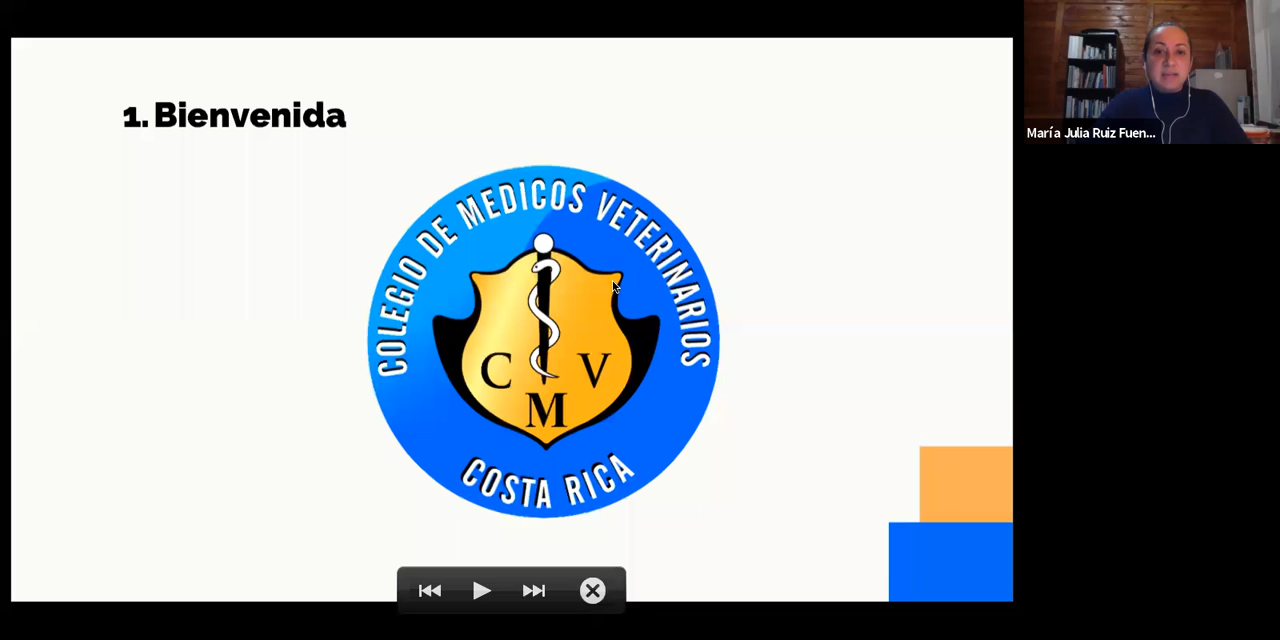 1. Bienvenida
COLEGIO DE MEDICOS VETERINARIOS
C V
M
COSTA RICA
María Julia Ruiz Fuen...